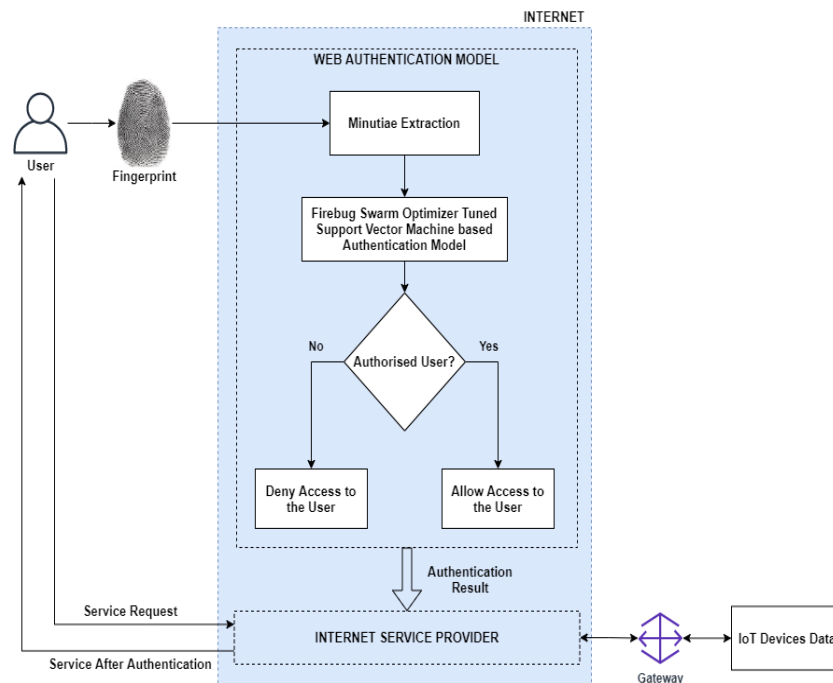 INTERNET
WEB AUTHENTICATION MODEL
Minutiae Extraction
User
Fingerprint
Firebug Swarm Optimizer Tuned
Support Vector Machine based
Authentication Model
No
Yes
Authorised User?
Deny Access to
the User
Allow Access to
the User
Authentication
Result
Service Request
INTERNET SERVICE PROVIDER
IoT Devices Data
Service After Authentication
Gateway